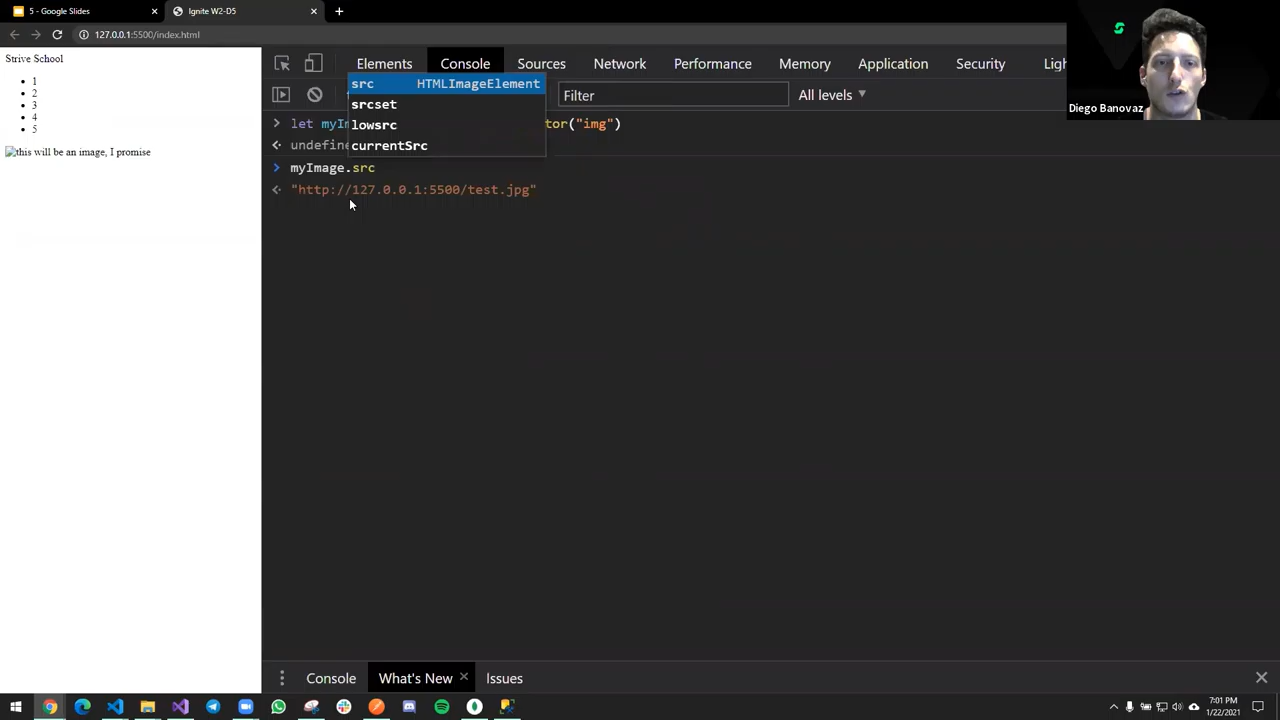 5 - Google Slides
Ignite W2-D5
127.0.0.1:5500/index.html
Strive School
1
2
3
4
5
this will be an image, I promise
Elements Console Sources Network Performance Memory Application Security Ligh
Filter All levels
src HTMLImageElement
srcset
lowsrc
currentSrc
let myIm tor("img")
undefine
myImage.src
"http://127.0.0.1:5500/test.jpg"
Diego Banovaz
Console What's New Issues
7:01 PM
1/22/2021